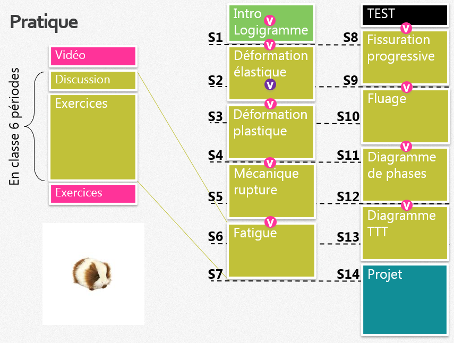 Pratique
Vidéo
Discussion
Exercices
Exercices
En classe 6 périodes
S1
S2
S3
S4
S5
S6
S7
Intro
Logigramme
V
V
Déformation
élastique
V
V
Déformation
plastique
V
Mécanique
rupture
V
Fatigue
S8
S9
S10
S11
S12
S13
S14
TEST
V
Fissuration
progressive
V
Fluage
V
Diagramme
de phases
V
Diagramme
TTT
Projet